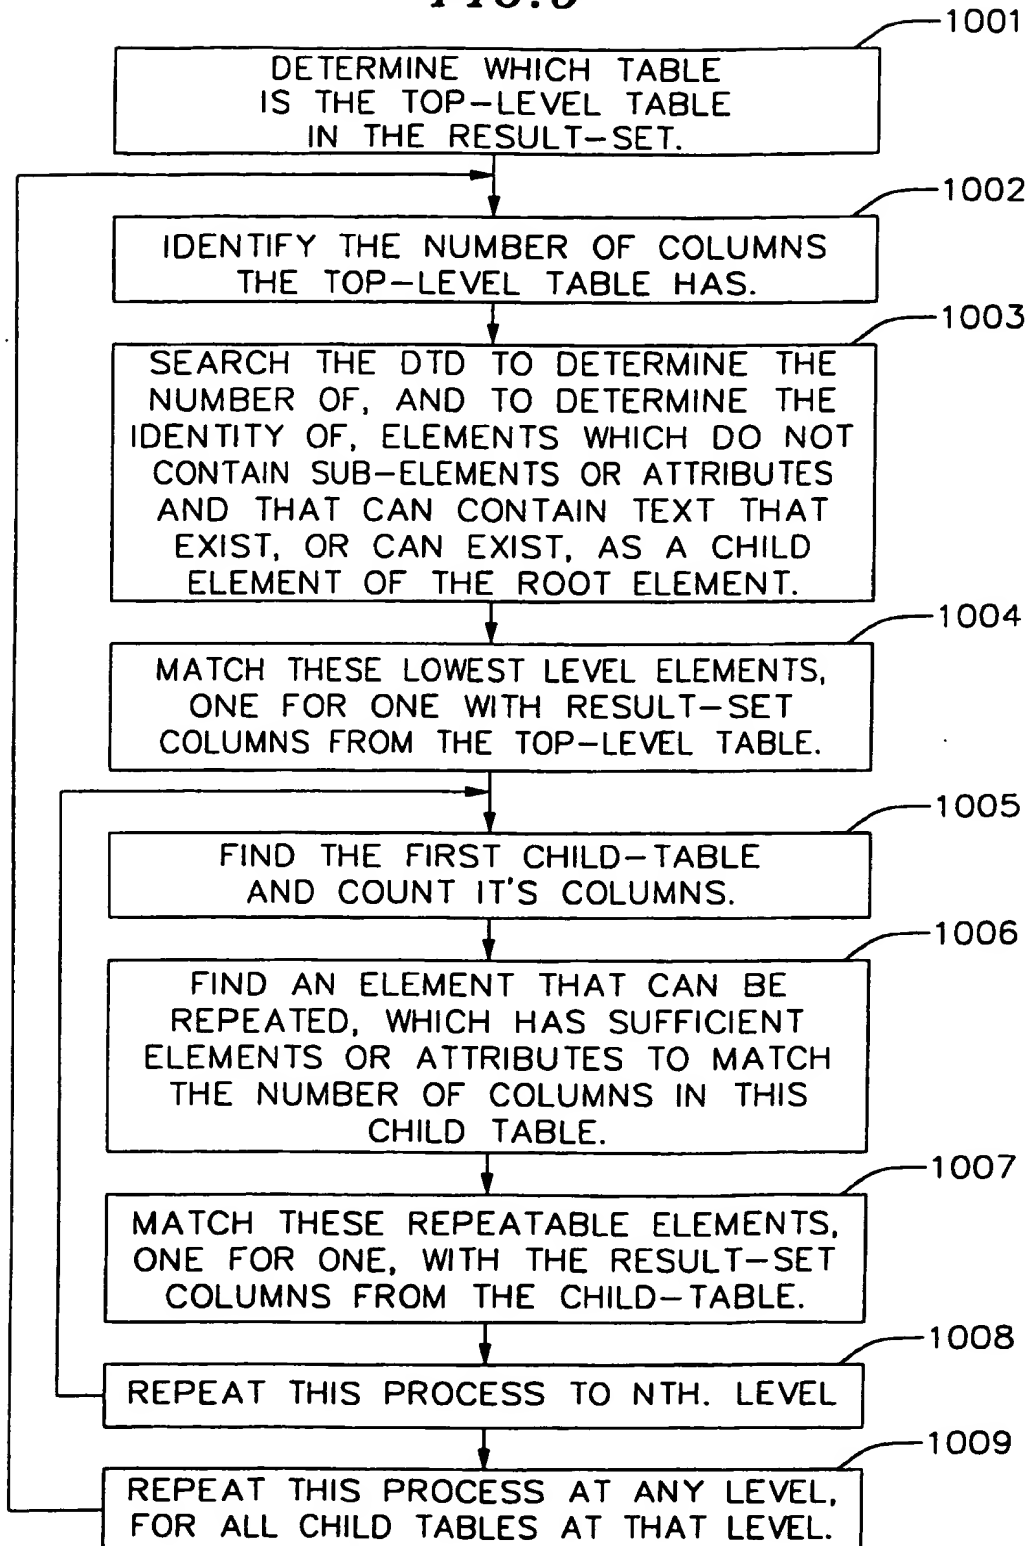 1001
DETERMINE WHICH TABLE
IS THE TOP-LEVEL TABLE
IN THE RESULT-SET.
1002
IDENTIFY THE NUMBER OF COLUMNS
THE TOP-LEVEL TABLE HAS.
1003
SEARCH THE DTD TO DETERMINE THE
NUMBER OF, AND TO DETERMINE THE
IDENTITY OF, ELEMENTS WHICH DO NOT
CONTAIN SUB-ELEMENTS OR ATTRIBUTES
AND THAT CAN CONTAIN TEXT THAT
EXIST, OR CAN EXIST, AS A CHILD
ELEMENT OF THE ROOT ELEMENT.
1004
MATCH THESE LOWEST LEVEL ELEMENTS,
ONE FOR ONE WITH RESULT-SET
COLUMNS FROM THE TOP-LEVEL TABLE.
1005
FIND THE FIRST CHILD-TABLE
AND COUNT IT'S COLUMNS.
1006
FIND AN ELEMENT THAT CAN BE
REPEATED, WHICH HAS SUFFICIENT
ELEMENTS OR ATTRIBUTES TO MATCH
THE NUMBER OF COLUMNS IN THIS
CHILD TABLE.
1007
MATCH THESE REPEATABLE ELEMENTS,
ONE FOR ONE, WITH THE RESULT-SET
COLUMNS FROM THE CHILD-TABLE.
1008
REPEAT THIS PROCESS TO NTH. LEVEL
1009
REPEAT THIS PROCESS AT ANY LEVEL,
FOR ALL CHILD TABLES AT THAT LEVEL.